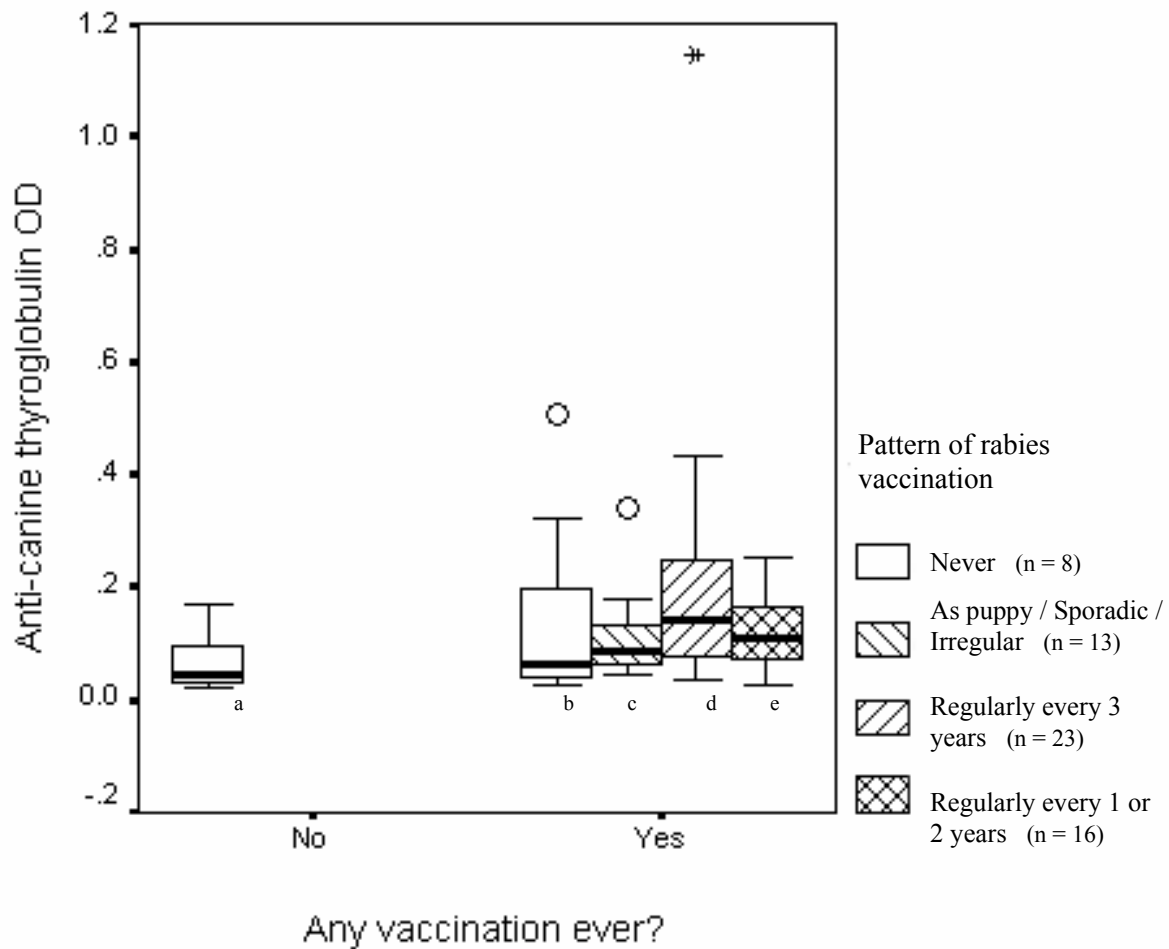 1.2
1.0
.8
.6
.4
.2
0.0
-.2
Anti-canine thyroglobulin OD
a
b
c
d
e
No
Yes
Any vaccination ever?
Pattern of rabies
vaccination
Never (n = 8)
As puppy / Sporadic /
Irregular (n = 13)
Regularly every 3
years (n = 23)
Regularly every 1 or
2 years (n = 16)